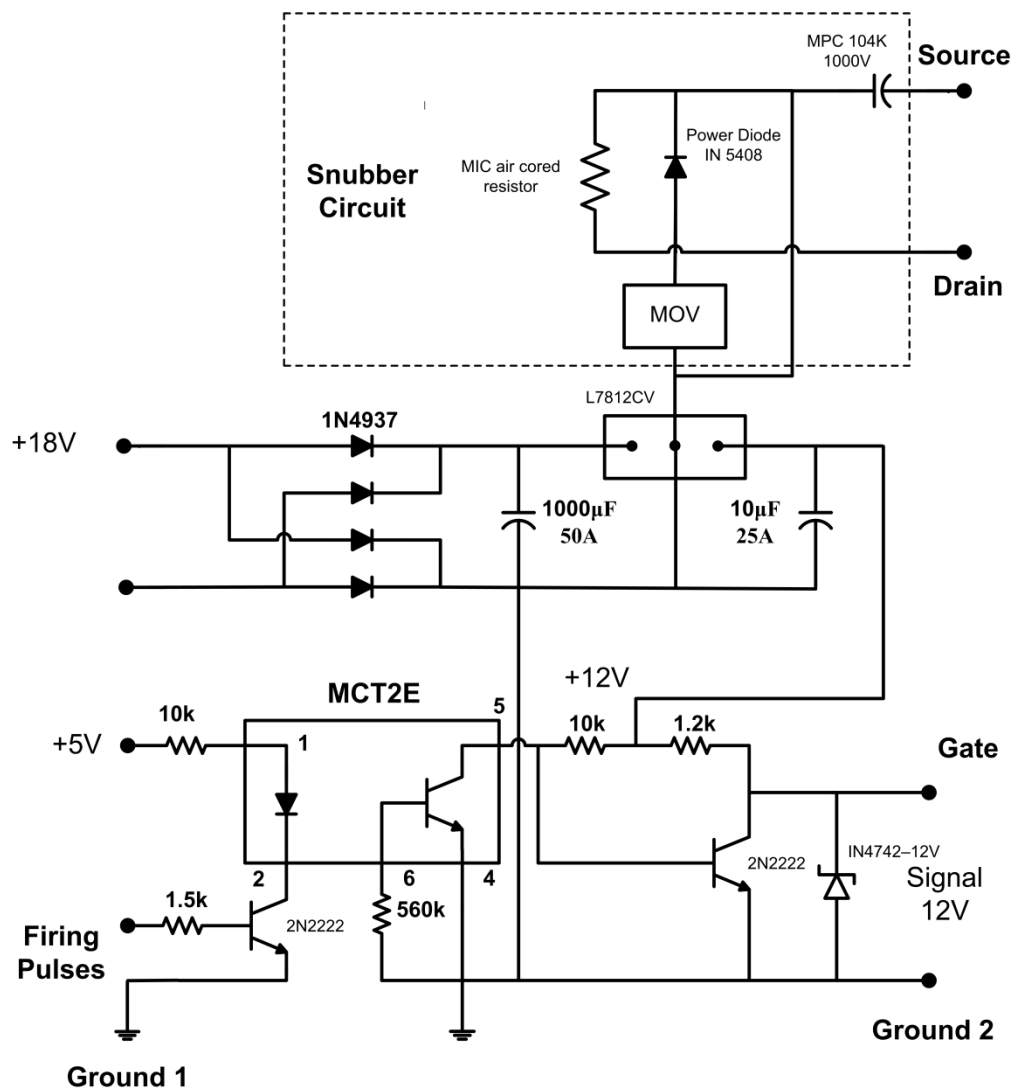 MPC 104K
1000V
Source
Power Diode
IN 5408
MIC air cored
resistor
Snubber
Circuit
Drain
MOV
L7812CV
1N4937
+18V
1000µF
50A
10µF
25A
+12V
MCT2E
5
10k
10k
1.2k
+5V
1
Gate
2N2222
IN4742–12V
Signal
12V
2
6
4
1.5k
560k
2N2222
Firing
Pulses
Ground 2
Ground 1